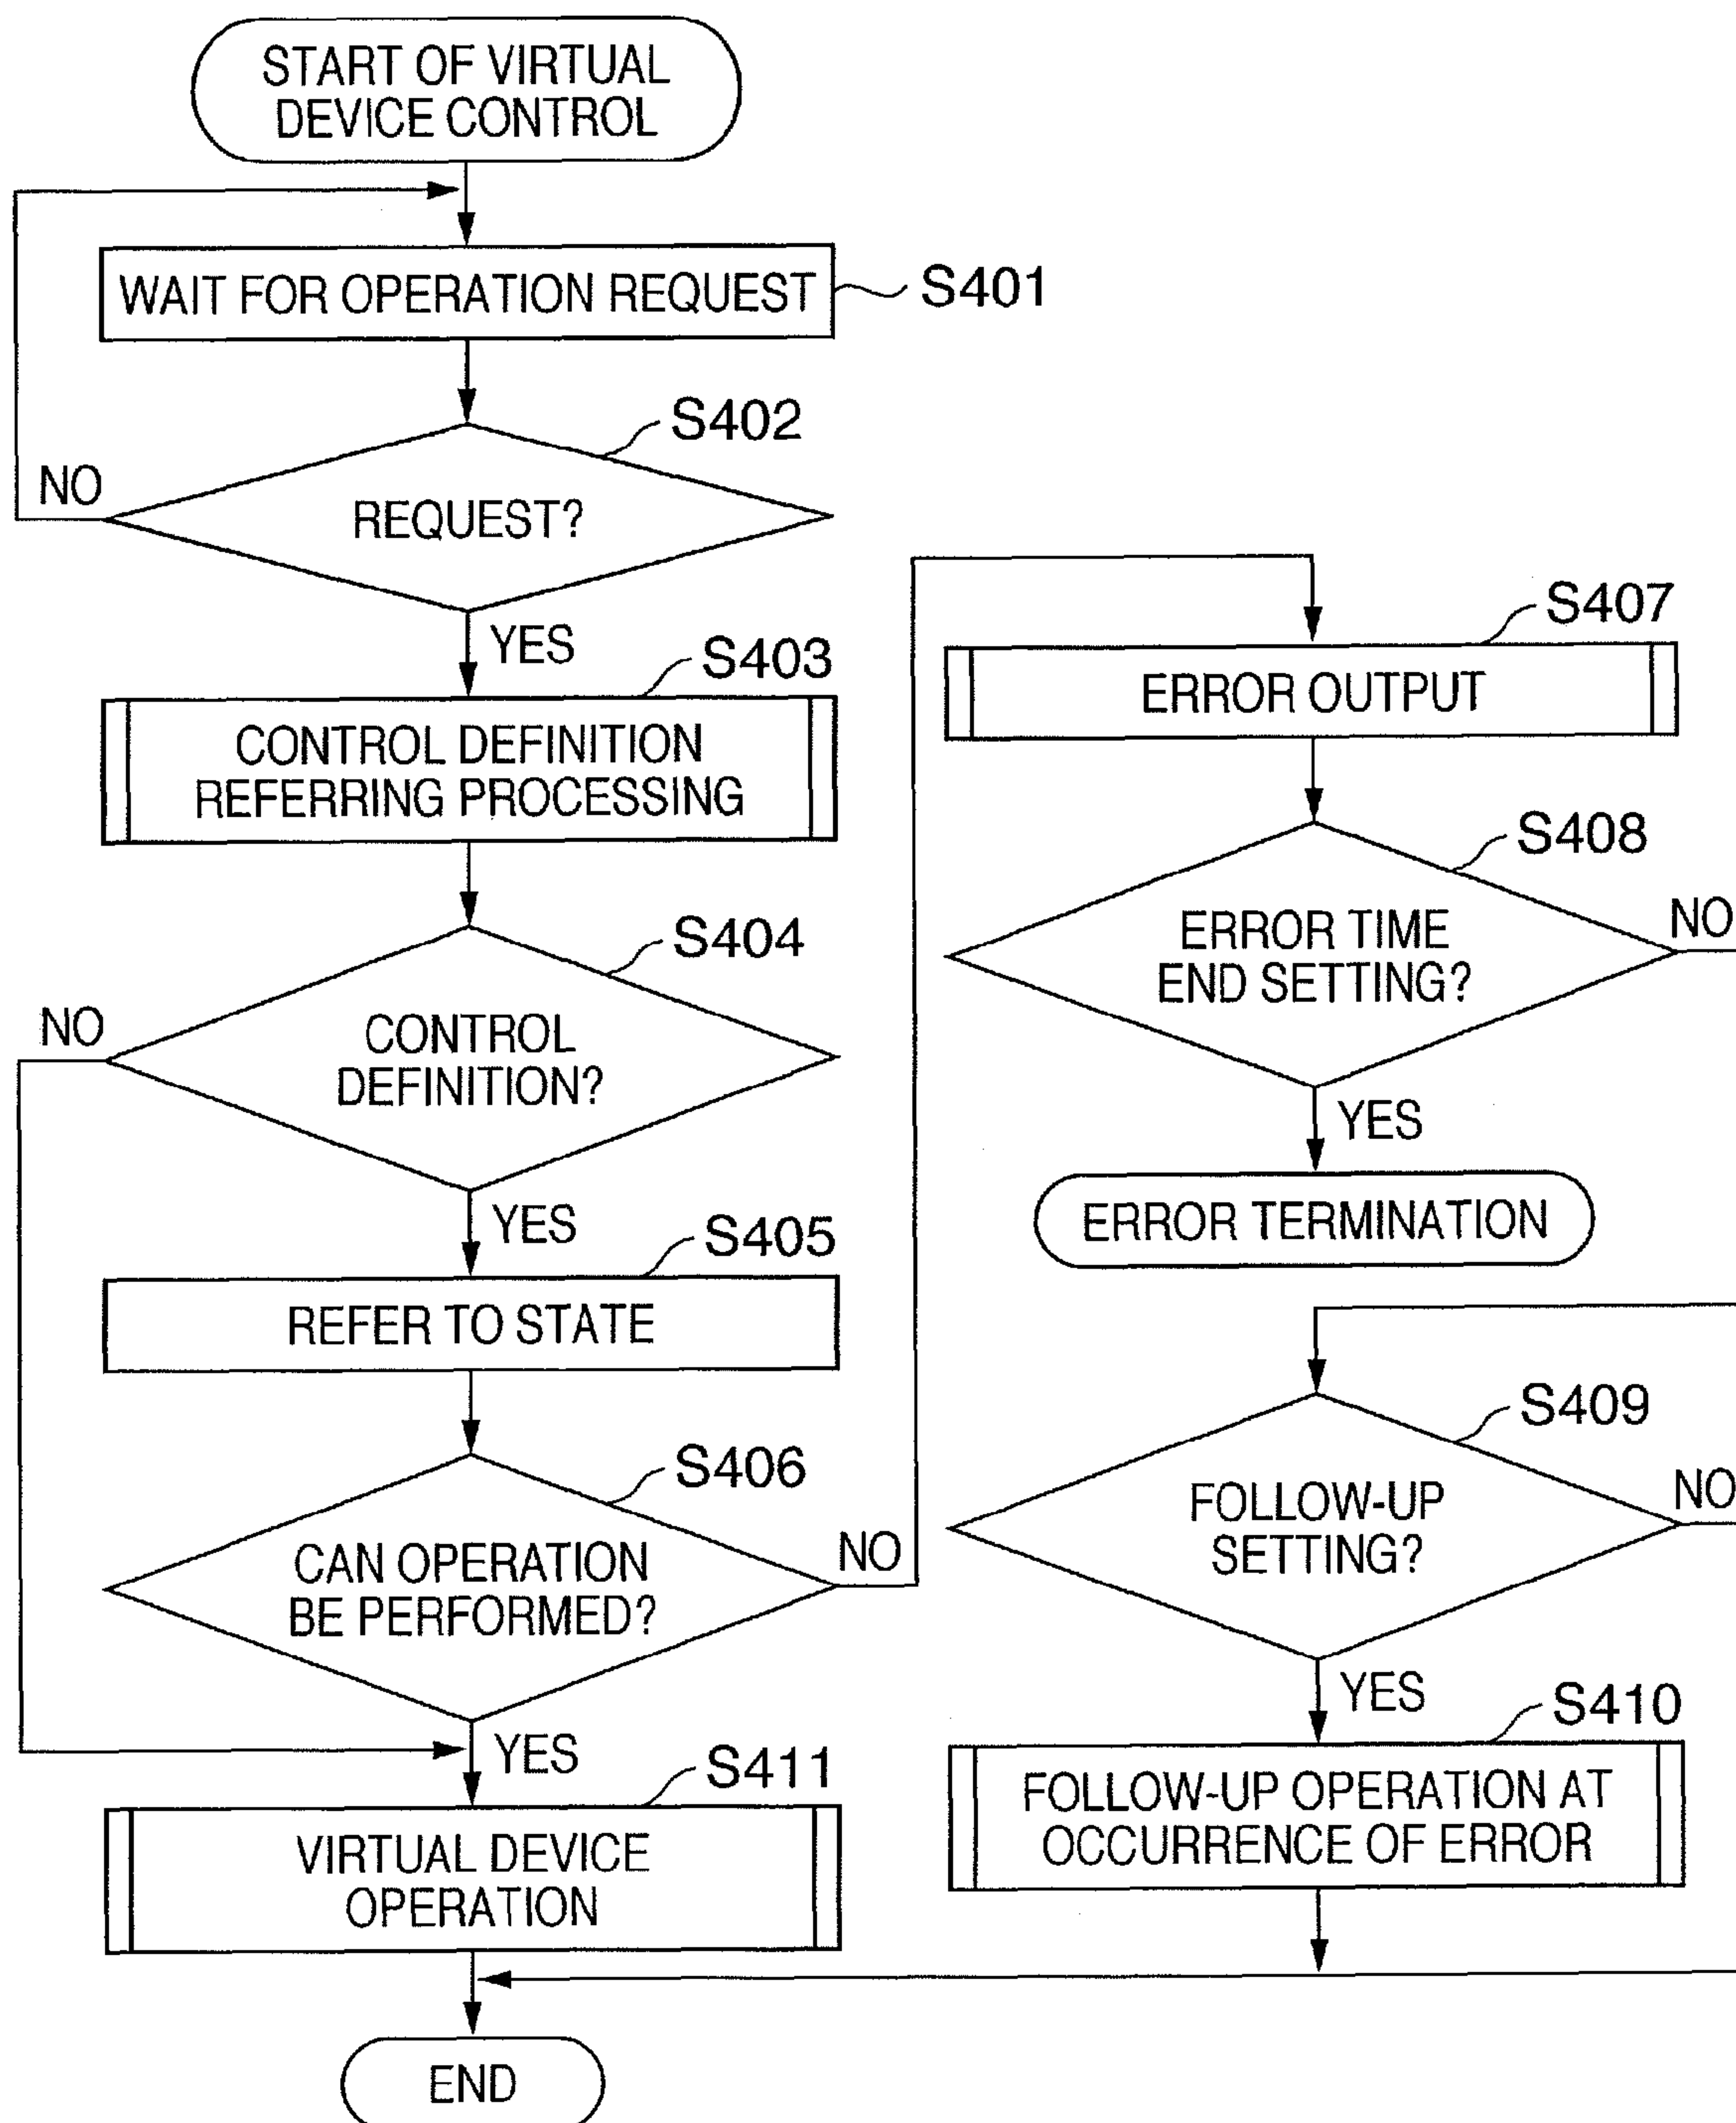 START OF VIRTUAL
DEVICE CONTROL
WAIT FOR OPERATION REQUEST
S401
S402
REQUEST?
NO
YES
S403
CONTROL DEFINITION
REFERRING PROCESSING
S404
CONTROL
DEFINITION?
NO
YES
S405
REFER TO STATE
S406
CAN OPERATION
BE PERFORMED?
NO
YES
S411
VIRTUAL DEVICE
OPERATION
END
S407
ERROR OUTPUT
S408
ERROR TIME
END SETTING?
NO
YES
ERROR TERMINATION
S409
FOLLOW-UP
SETTING?
NO
YES
S410
FOLLOW-UP OPERATION AT
OCCURRENCE OF ERROR